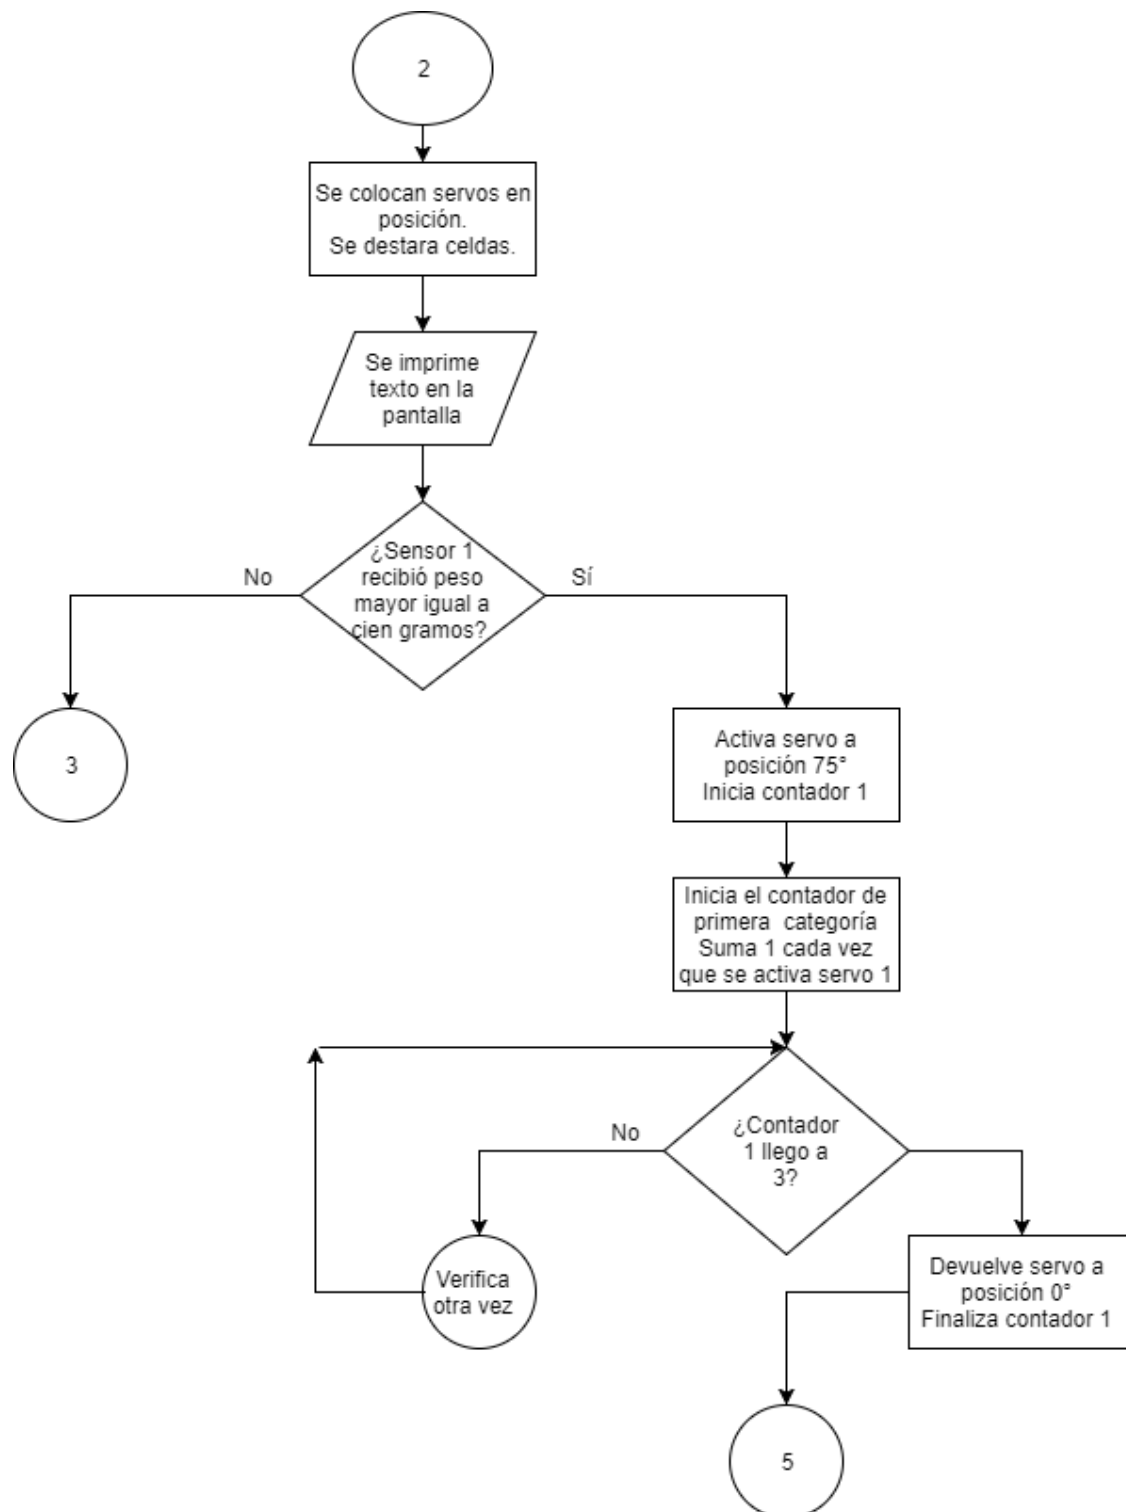 2
Se colocan servos en
posición.
Se destara celdas.
Se imprime
texto en la
pantalla
¿Sensor 1
recibió peso
mayor igual a
cien gramos?
No
Sí
3
Activa servo a
posición 75°
Inicia contador 1
Inicia el contador de
primera categoría
Suma 1 cada vez
que se activa servo 1
¿Contador
1 llego a
3?
No
Verifica
otra vez
Devuelve servo a
posición 0°
Finaliza contador 1
5